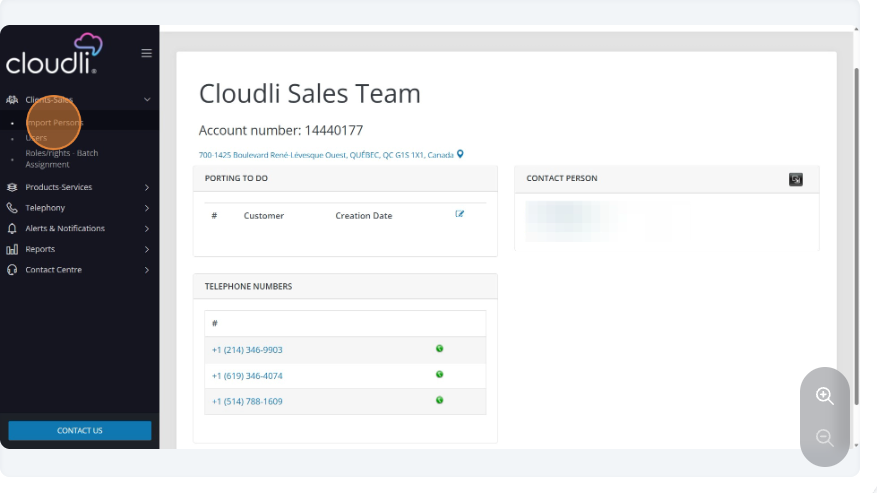 cloudli.
Clients-Sales
Import Persons
Users
Roles/rights - Batch
Assignment
Products-Services
Telephony
Alerts & Notifications
Reports
Contact Centre
CONTACT US
Cloudli Sales Team
Account number: 14440177
700-1425 Boulevard René-Lévesque Ouest, QUÉBEC, QC G1S 1X1, Canada
PORTING TO DO
# Customer Creation Date
CONTACT PERSON
TELEPHONE NUMBERS
#
+1 (214) 346-9903
+1 (619) 346-4074
+1 (514) 788-1609